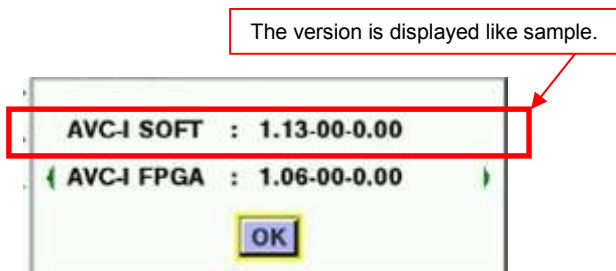 The version is displayed like sample.
AVC-I SOFT : 1.13-00-0.00
AVC-I FPGA : 1.06-00-0.00
OK